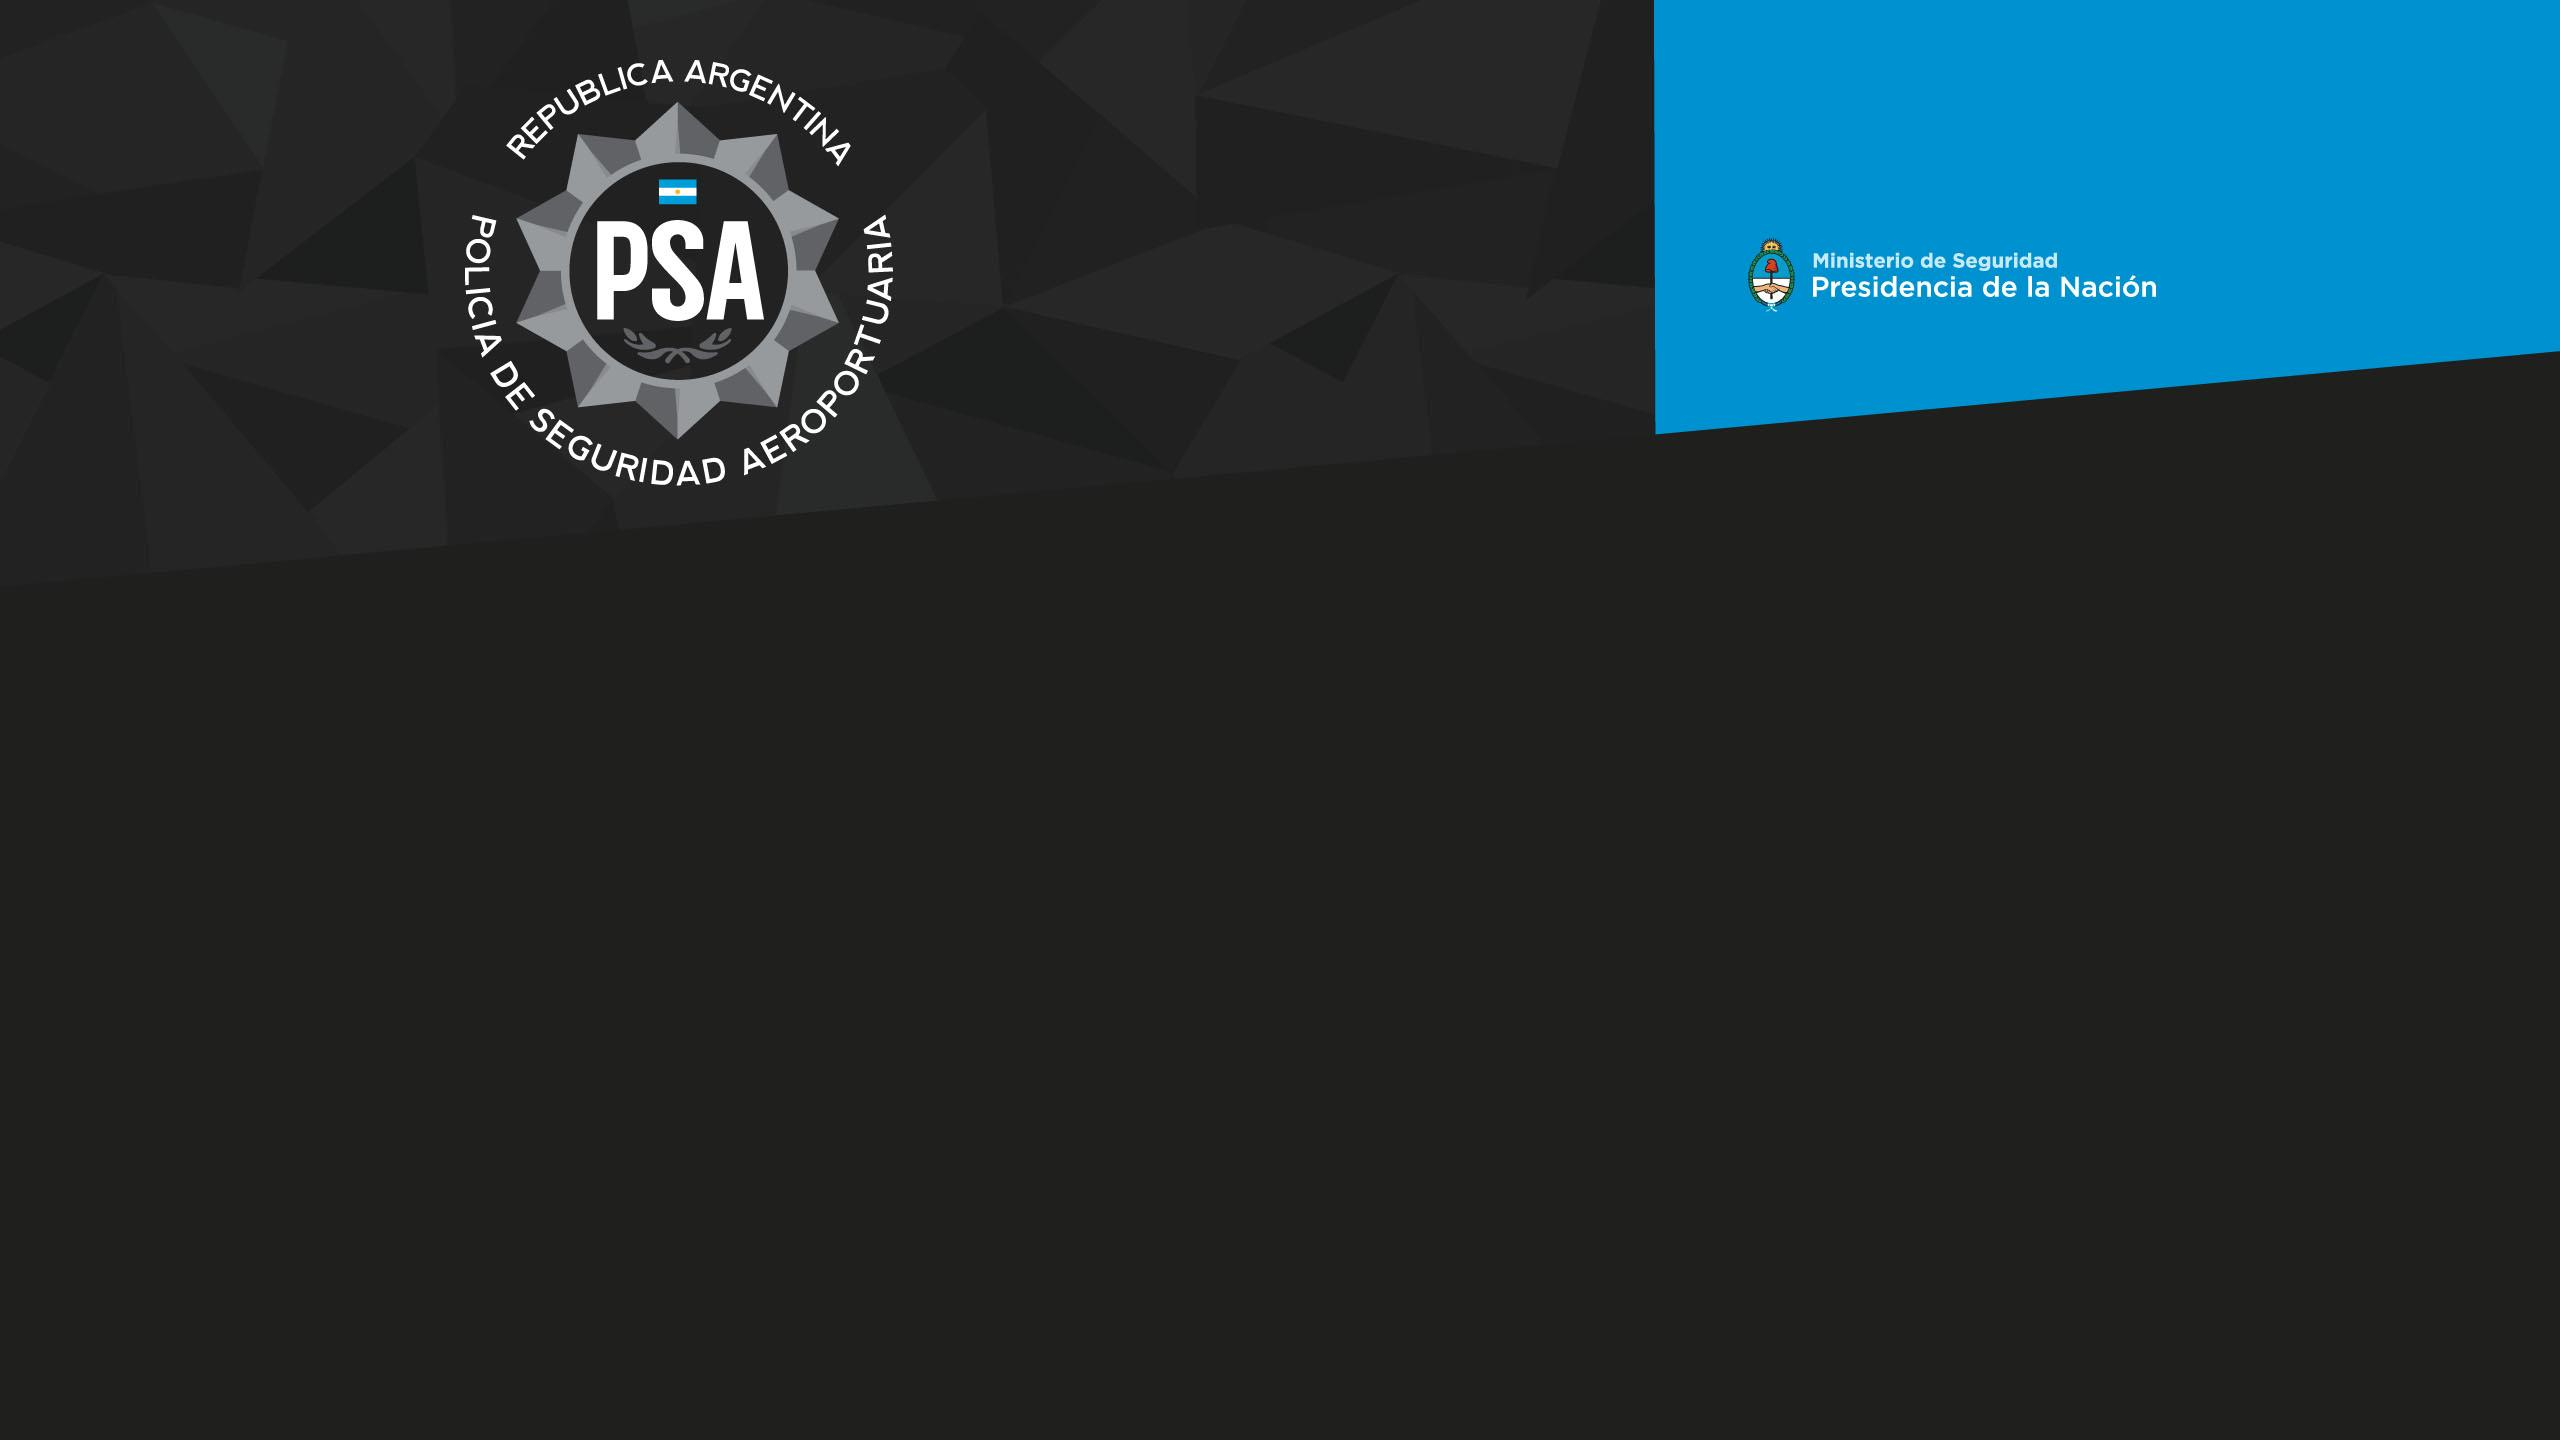 REPUBLICA ARGENTINA
PSA
POLICIA DE SEGURIDAD AEROPORTUARIA
Ministerio de Seguridad
Presidencia de la Nación